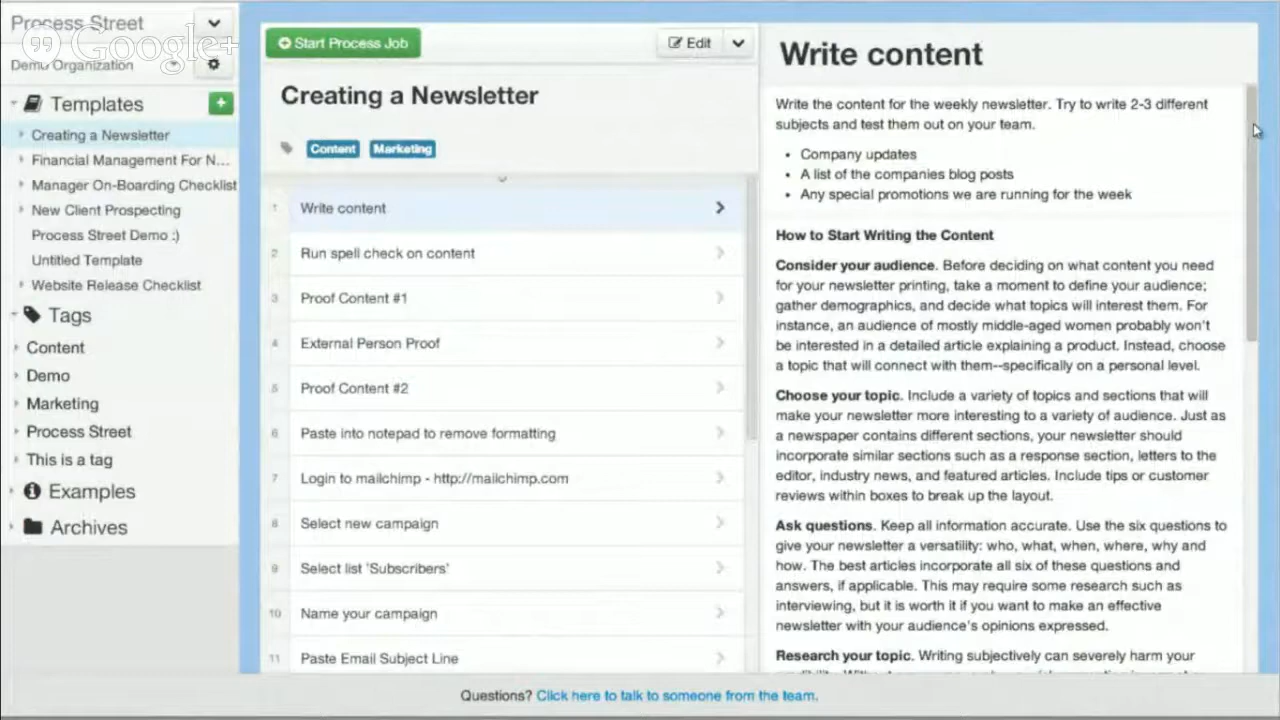 Process Street
Google+
Demo Organization
Templates
Creating a Newsletter
Financial Management For N...
Manager On-Boarding Checklist
New Client Prospecting
Process Street Demo :)
Untitled Template
Website Release Checklist
Tags
Content
Demo
Marketing
Process Street
This is a tag
Examples
Archives
Start Process Job
Edit
Creating a Newsletter
Content Marketing
1 Write content
2 Run spell check on content
3 Proof Content #1
4 External Person Proof
5 Proof Content #2
6 Paste into notepad to remove formatting
7 Login to mailchimp - http://mailchimp.com
8 Select new campaign
9 Select list 'Subscribers'
10 Name your campaign
11 Paste Email Subject Line
Write content
Write the content for the weekly newsletter. Try to write 2-3 different
subjects and test them out on your team.
• Company updates
• A list of the companies blog posts
• Any special promotions we are running for the week
How to Start Writing the Content
Consider your audience. Before deciding on what content you need
for your newsletter printing, take a moment to define your audience;
gather demographics, and decide what topics will interest them. For
instance, an audience of mostly middle-aged women probably won't
be interested in a detailed article explaining a product. Instead, choose
a topic that will connect with them--specifically on a personal level.
Choose your topic. Include a variety of topics and sections that will
make your newsletter more interesting to a variety of audience. Just as
a newspaper contains different sections, your newsletter should
incorporate similar sections such as a response section, letters to the
editor, industry news, and featured articles. Include tips or customer
reviews within boxes to break up the layout.
Ask questions. Keep all information accurate. Use the six questions to
give your newsletter a versatility: who, what, when, where, why and
how. The best articles incorporate all six of these questions and
answers, if applicable. This may require some research such as
interviewing, but it is worth it if you want to make an effective
newsletter with your audience's opinions expressed.
Research your topic. Writing subjectively can severely harm your
Questions? Click here to talk to someone from the team.